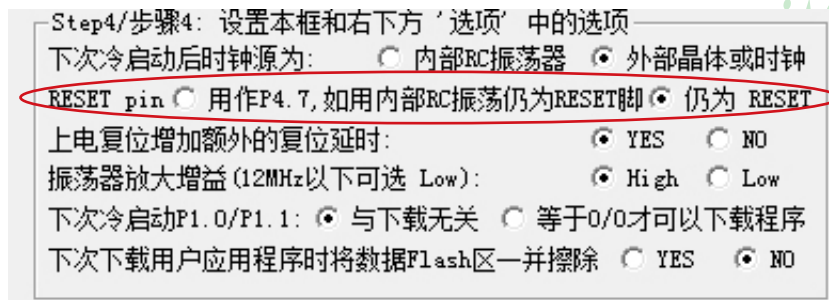 Step4/步骤4: 设置本框和右下方 '选项' 中的选项
下次冷启动后时钟源为: 内部RC振荡器 外部晶体或时钟
RESET pin 用作P4.7,如用内部RC振荡仍为RESET脚 仍为 RESET
上电复位增加额外的复位延时: YES NO
振荡器放大增益(12MHz以下可选 Low): High Low
下次冷启动P1.0/P1.1: 与下载无关 等于0/0才可以下载程序
下次下载用户应用程序时将数据Flash区一并擦除 YES NO